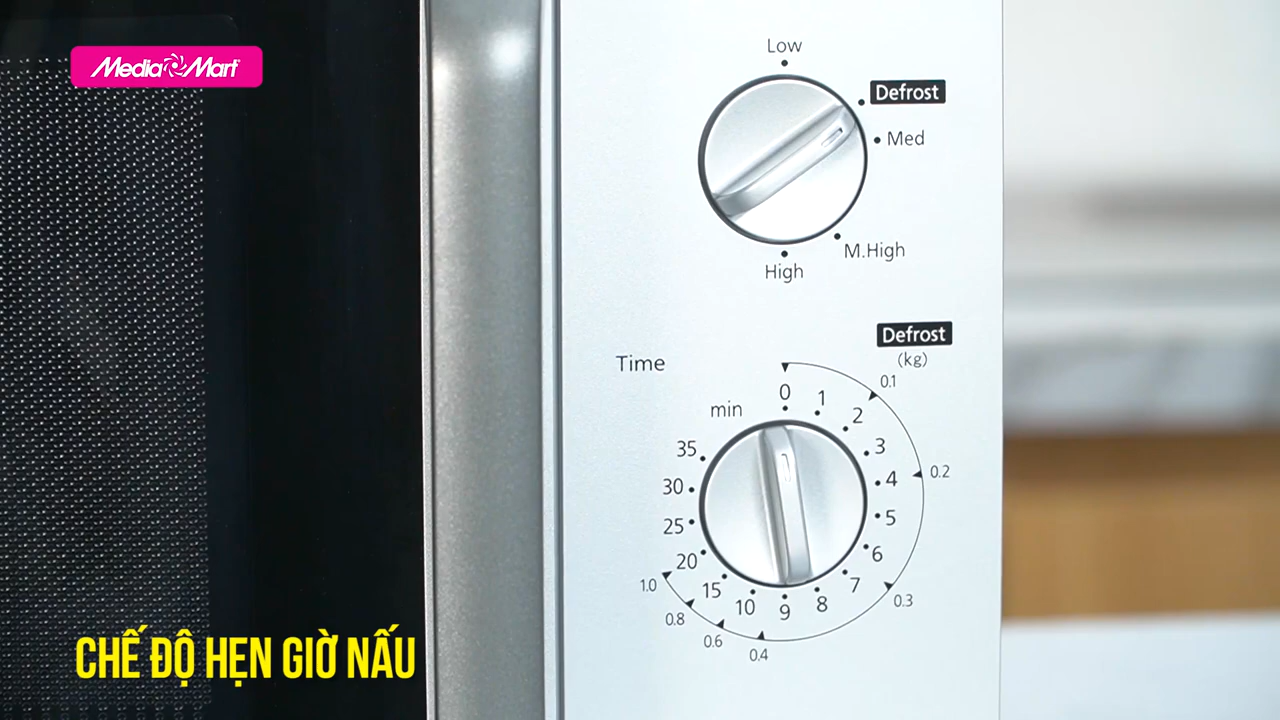 Media Mart
Low
Defrost
Med
M.High
High
Defrost
(kg)
Time
min
0
1
2
3
4
5
6
7
8
9
10
15
20
25
30
35
0.1
0.2
0.3
0.4
0.6
0.8
1.0
CHẾ ĐỘ HẸN GIỜ NẤU